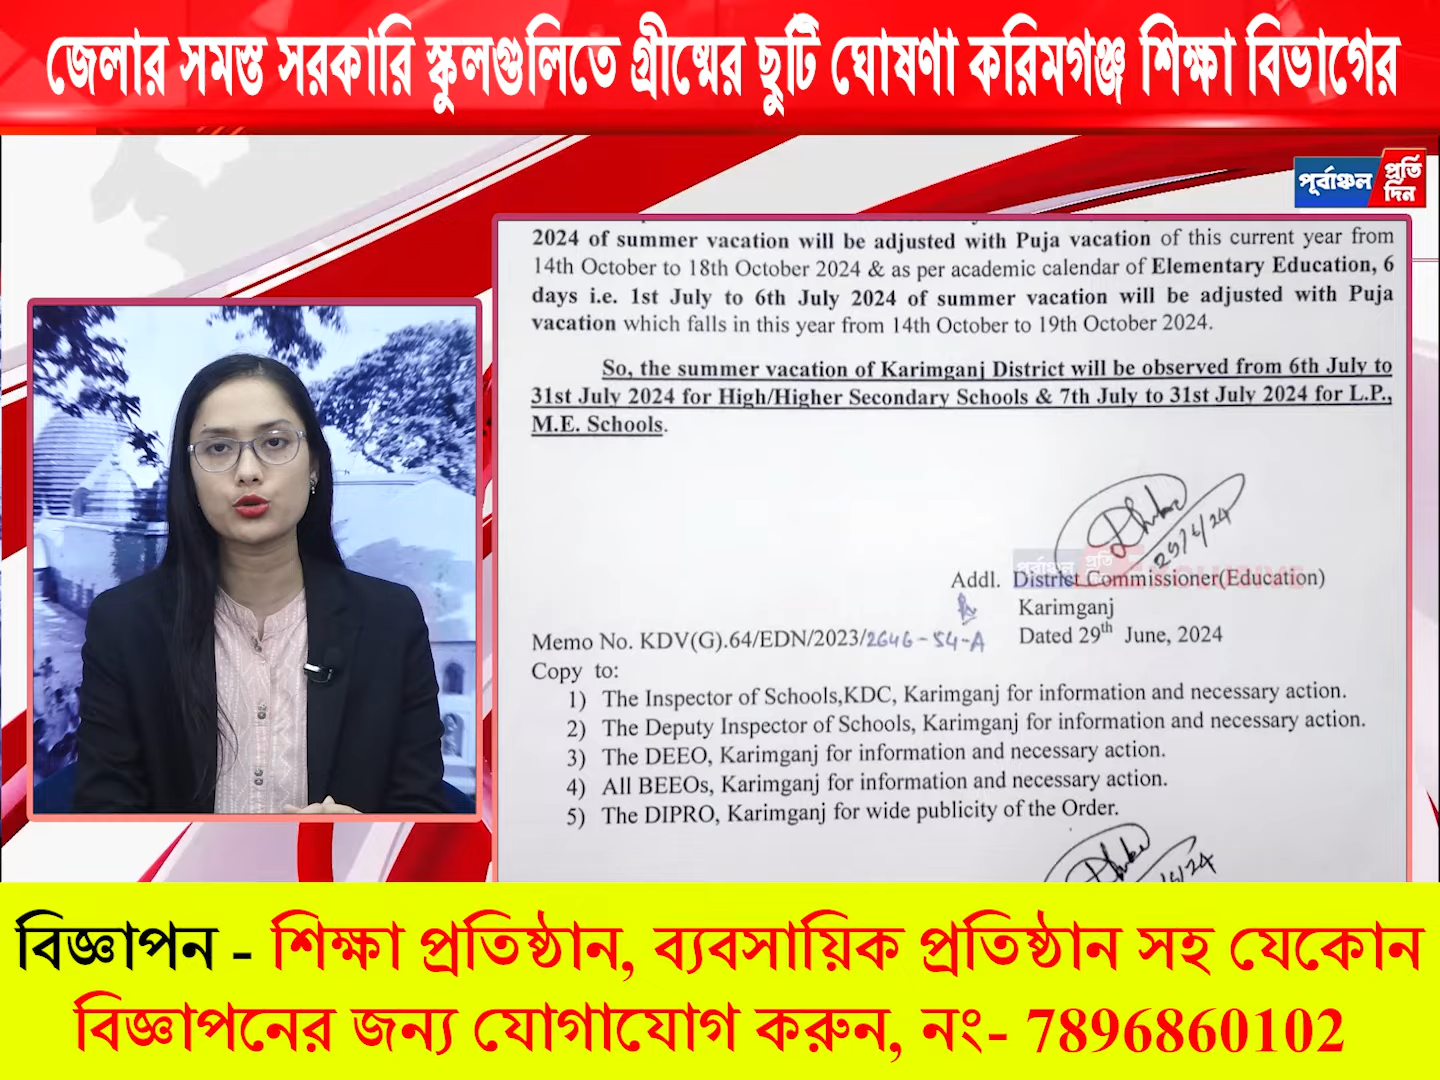 জেলার সমস্ত সরকারি স্কুলগুলিতে গ্রীষ্মের ছুটি ঘোষণা করিমগঞ্জ শিক্ষা বিভাগের
পূর্বাঞ্চল প্রতি
দিন
2024 of summer vacation will be adjusted with Puja vacation of this current year from
14th October to 18th October 2024 & as per academic calendar of Elementary Education, 6
days i.e. 1st July to 6th July 2024 of summer vacation will be adjusted with Puja
vacation which falls in this year from 14th October to 19th October 2024.
So, the summer vacation of Karimganj District will be observed from 6th July to
31st July 2024 for High/Higher Secondary Schools & 7th July to 31st July 2024 for L.P.,
M.E. Schools.
29/6/24
পূর্বাঞ্চল প্রতি
Addl. District Commissioner(Education)
Karimganj
Memo No. KDV(G).64/EDN/2023/2646-54-A Dated 29th June, 2024
Copy to:
1) The Inspector of Schools,KDC, Karimganj for information and necessary action.
2) The Deputy Inspector of Schools, Karimganj for information and necessary action.
3) The DEEO, Karimganj for information and necessary action.
4) All BEEOs, Karimganj for information and necessary action.
5) The DIPRO, Karimganj for wide publicity of the Order.
বিজ্ঞাপন - শিক্ষা প্রতিষ্ঠান, ব্যবসায়িক প্রতিষ্ঠান সহ যেকোন
বিজ্ঞাপনের জন্য যোগাযোগ করুন, নং- 7896860102